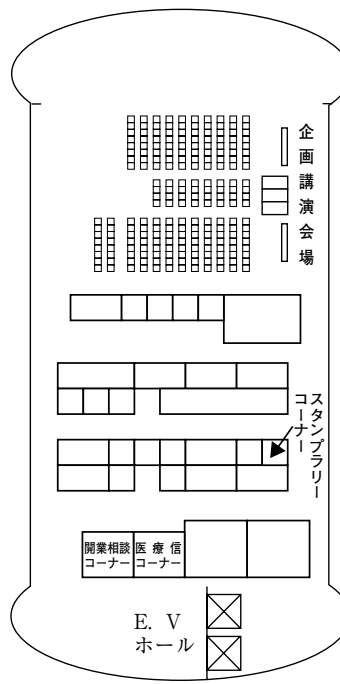 企画講演会場
スタンプラリー
コーナー
開業相談
コーナー
医療信
コーナー
E. V
ホール